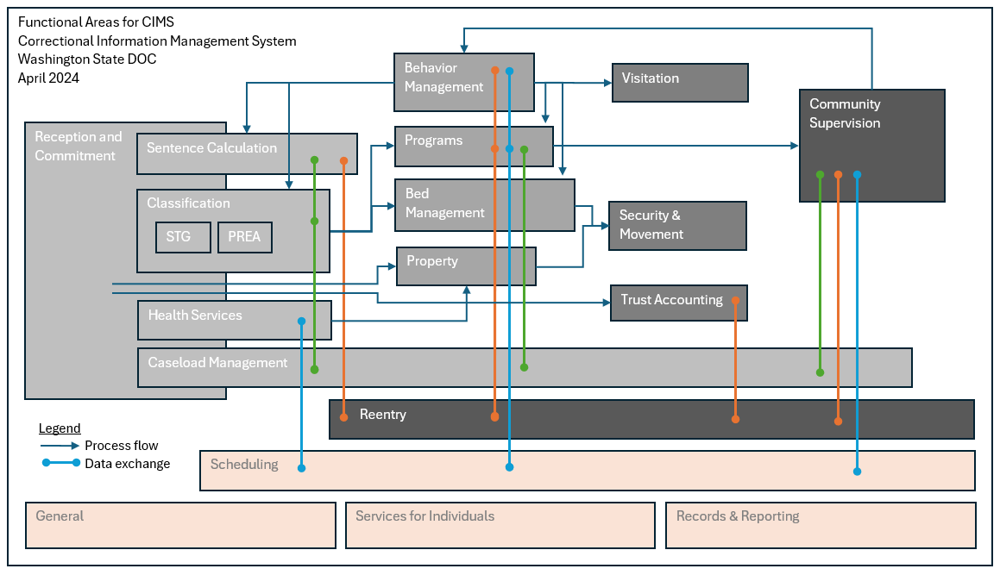 Functional Areas for CIMS
Correctional Information Management System
Washington State DOC
April 2024
Behavior
Management
Visitation
Community
Supervision
Reception and
Commitment
Sentence Calculation
Programs
Classification
STG
PREA
Bed
Management
Security &
Movement
Property
Trust Accounting
Health Services
Caseload Management
Reentry
Legend
Process flow
Data exchange
Scheduling
General
Services for Individuals
Records & Reporting